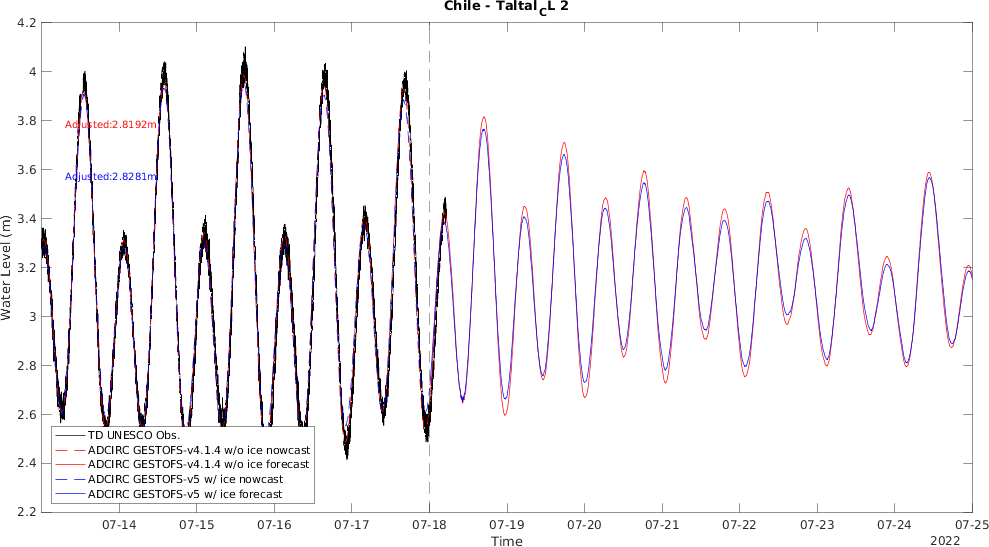 Chile - Taltal_CL 2
4.2
4
3.8
3.6
3.4
3.2
3
2.8
2.6
2.4
2.2
Water Level (m)
Adjusted:2.8192m
Adjusted:2.8281m
TD UNESCO Obs.
ADCIRC GESTOFS-v4.1.4 w/o ice nowcast
ADCIRC GESTOFS-v4.1.4 w/o ice forecast
ADCIRC GESTOFS-v5 w/ ice nowcast
ADCIRC GESTOFS-v5 w/ ice forecast
07-14 07-15 07-16 07-17 07-18 07-19 07-20 07-21 07-22 07-23 07-24 07-25
Time
2022